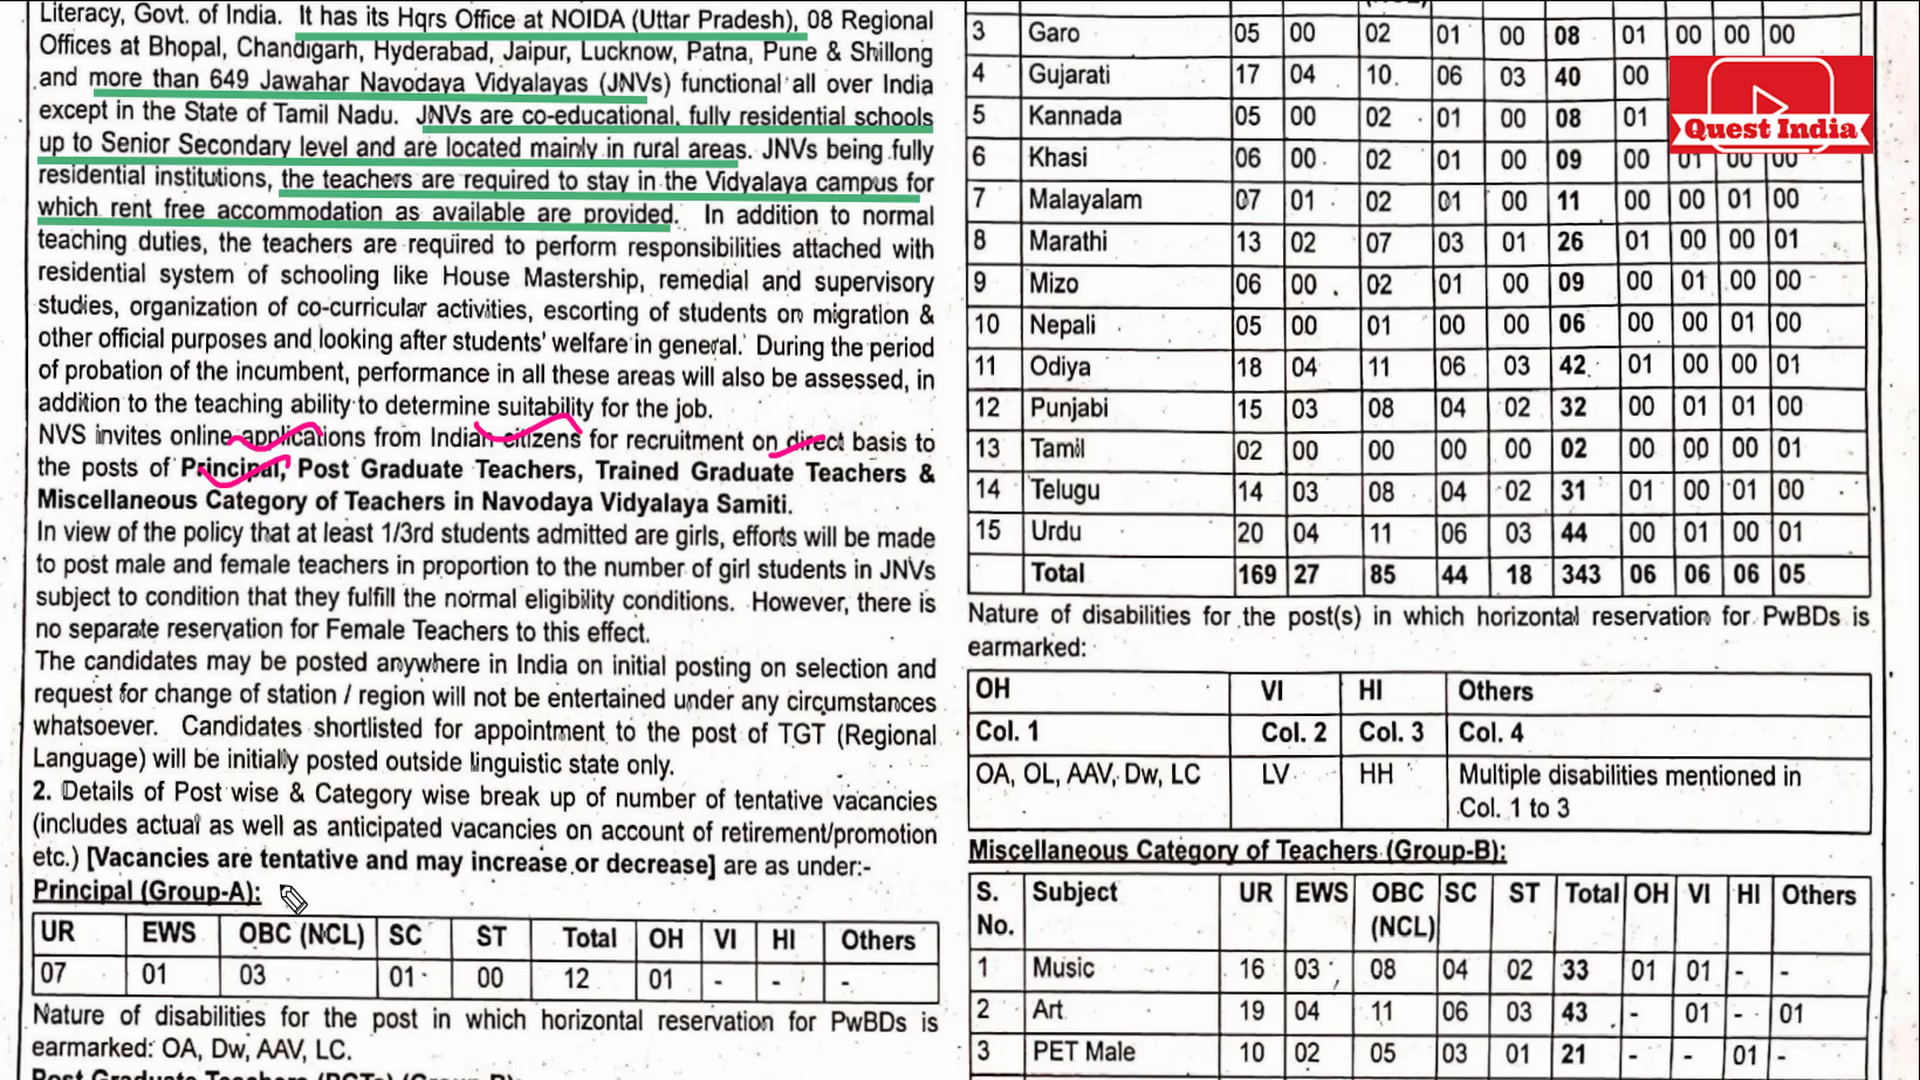 Literacy, Govt. of India. It has its Hqrs Office at NOIDA (Uttar Pradesh), 08 Regional
Offices at Bhopal, Chandigarh, Hyderabad, Jaipur, Lucknow, Patna, Pune & Shillong
and more than 649 Jawahar Navodaya Vidyalayas (JNVs) functional all over India
except in the State of Tamil Nadu. JNVs are co-educational, fully residential schools
up to Senior Secondary level and are located mainly in rural areas. JNVs being fully
residential institutions, the teachers are required to stay in the Vidyalaya campus for
which rent free accommodation as available are provided. In addition to normal
teaching duties, the teachers are required to perform responsibilities attached with
residential system of schooling like House Mastership, remedial and supervisory
studies, organization of co-curricular activities, escorting of students on migration &
other official purposes and looking after students' welfare in general. During the period
of probation of the incumbent, performance in all these areas will also be assessed, in
addition to the teaching ability to determine suitability for the job.
NVS invites online applications from Indian citizens for recruitment on direct basis to
the posts of Principal, Post Graduate Teachers, Trained Graduate Teachers &
Miscellaneous Category of Teachers in Navodaya Vidyalaya Samiti.
In view of the policy that at least 1/3rd students admitted are girls, efforts will be made
to post male and female teachers in proportion to the number of girl students in JNVs
subject to condition that they fulfill the normal eligibility conditions. However, there is
no separate reservation for Female Teachers to this effect.
The candidates may be posted anywhere in India on initial posting on selection and
request for change of station / region will not be entertained under any circumstances
whatsoever. Candidates shortlisted for appointment to the post of TGT (Regional
Language) will be initially posted outside linguistic state only.
2. Details of Post wise & Category wise break up of number of tentative vacancies
(includes actual as well as anticipated vacancies on account of retirement/promotion
etc.) [Vacancies are tentative and may increase or decrease] are as under:-
Principal (Group-A):
UR EWS OBC (NCL) SC ST Total OH VI HI Others
07 01 03 01 00 12 01 - - -
Nature of disabilities for the post in which horizontal reservation for PwBDs is
earmarked: OA, Dw, AAV, LC.
Post Graduate Teachers (PGTs) (Group-B):
3 Garo 05 00 02 01 00 08 01 00 00 00
4 Gujarati 17 04 10 06 03 40 00
5 Kannada 05 00 02 01 00 08 01
6 Khasi 06 00 02 01 00 09 00 01 00 00
7 Malayalam 07 01 02 01 00 11 00 00 01 00
8 Marathi 13 02 07 03 01 26 01 00 00 01
9 Mizo 06 00 02 01 00 09 00 01 00 00
10 Nepali 05 00 01 00 00 06 00 00 01 00
11 Odiya 18 04 11 06 03 42 01 00 00 01
12 Punjabi 15 03 08 04 02 32 00 01 01 00
13 Tamil 02 00 00 00 00 02 00 00 00 01
14 Telugu 14 03 08 04 02 31 01 00 01 00
15 Urdu 20 04 11 06 03 44 00 01 00 01
Total 169 27 85 44 18 343 06 06 06 05
Quest India
Nature of disabilities for the post(s) in which horizontal reservation for PwBDs is
earmarked:
OH VI HI Others
Col. 1 Col. 2 Col. 3 Col. 4
OA, OL, AAV, Dw, LC LV HH Multiple disabilities mentioned in
Col. 1 to 3
Miscellaneous Category of Teachers (Group-B):
S. Subject UR EWS OBC SC ST Total OH VI HI Others
No. (NCL)
1 Music 16 03 08 04 02 33 01 01 - -
2 Art 19 04 11 06 03 43 - 01 - 01
3 PET Male 10 02 05 03 01 21 - - 01 -